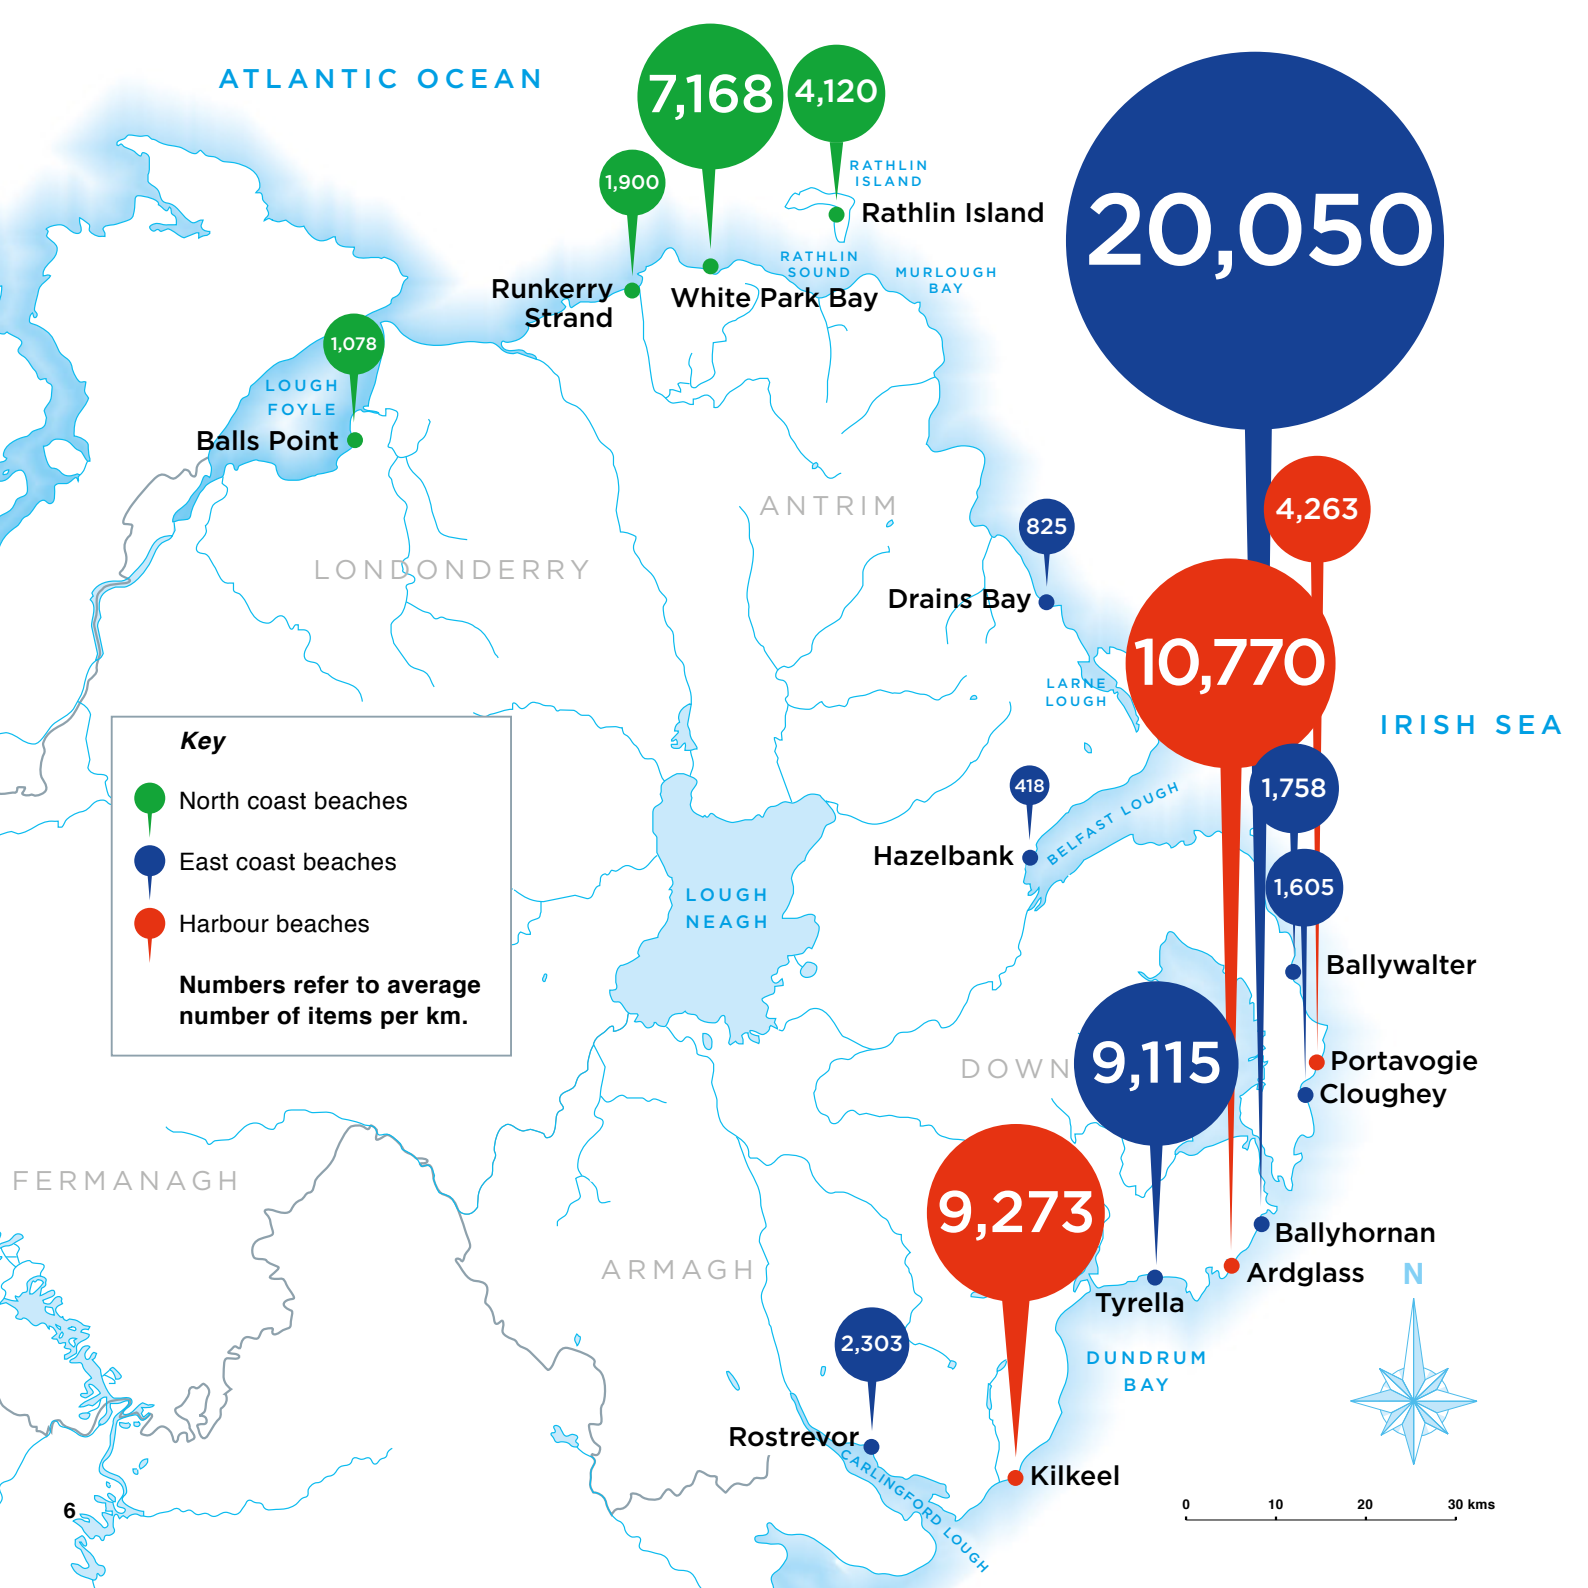 ATLANTIC OCEAN
7,168
4,120
1,900
RATHLIN
ISLAND
Rathlin Island
20,050
RATHLIN
SOUND
MURLOUGH
BAY
Runkerry
Strand
White Park Bay
1,078
LOUGH
FOYLE
Balls Point
ANTRIM
825
4,263
LONDONDERRY
Drains Bay
10,770
LARNE
LOUGH
IRISH SEA
Key
North coast beaches
East coast beaches
Harbour beaches
Numbers refer to average
number of items per km.
418
1,758
BELFAST LOUGH
Hazelbank
1,605
LOUGH
NEAGH
Ballywalter
DOWN
9,115
Portavogie
Cloughey
FERMANAGH
9,273
Ballyhornan
ARMAGH
Ardglass
N
Tyrella
2,303
DUNDRUM
BAY
Rostrevor
CARLINGFORD LOUGH
Kilkeel
6
0 10 20 30 kms